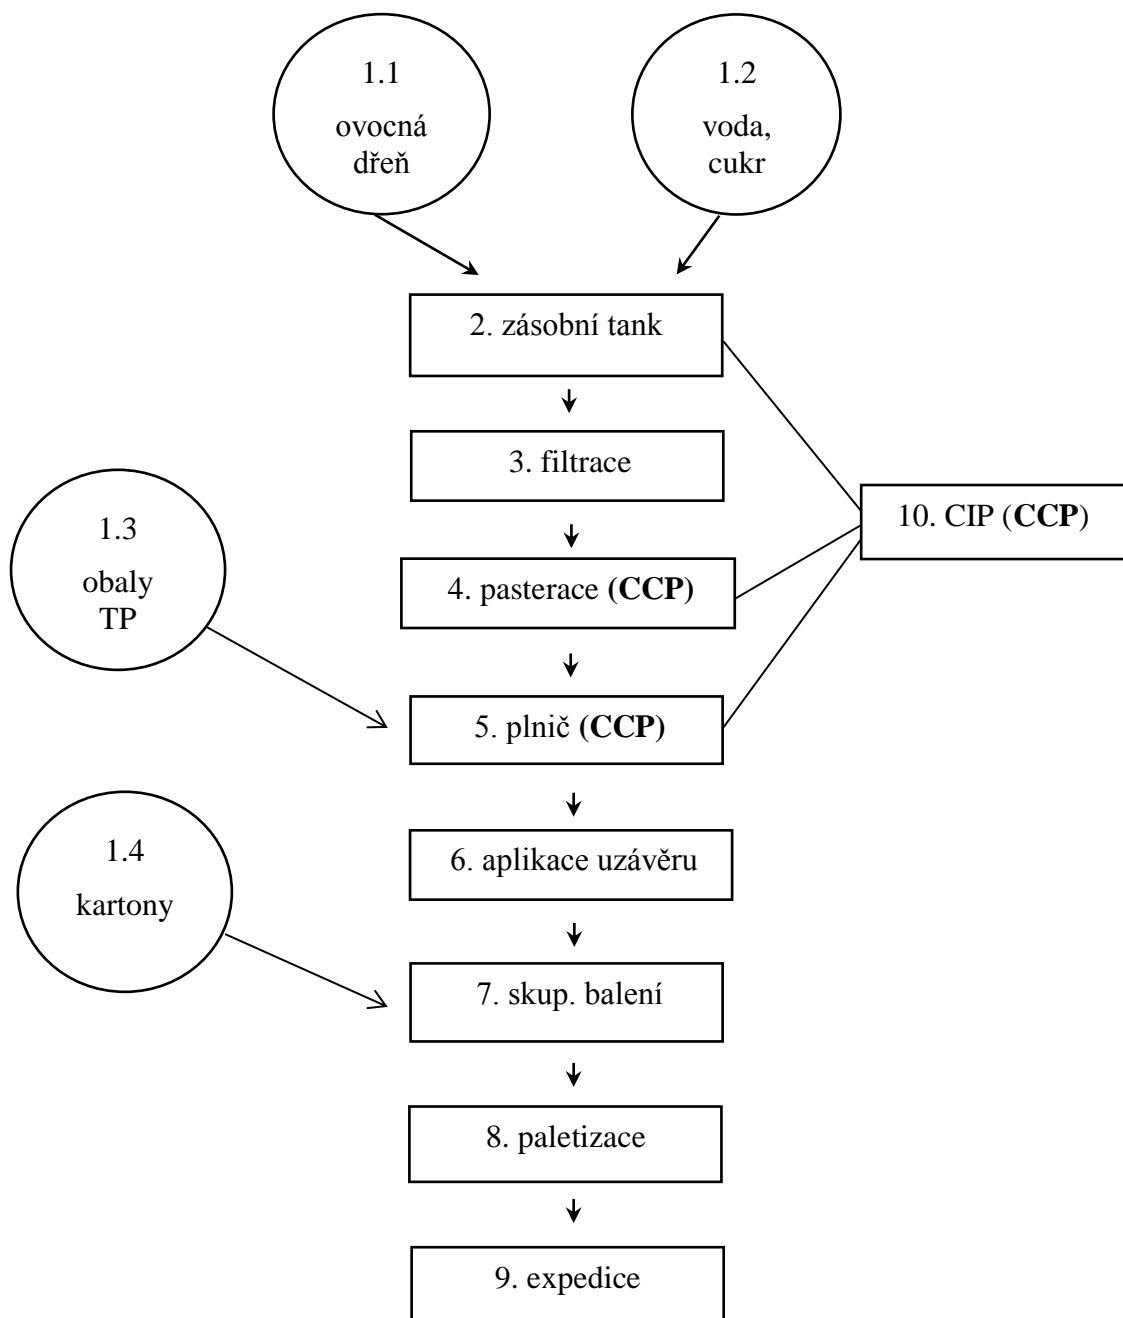 1.1
ovocná
dřeň
1.2
voda,
cukr
2. zásobní tank
3. filtrace
10. CIP (CCP)
1.3
obaly
TP
4. pasterace (CCP)
5. plnič (CCP)
1.4
kartony
6. aplikace uzávěru
7. skup. balení
8. paletizace
9. expedice